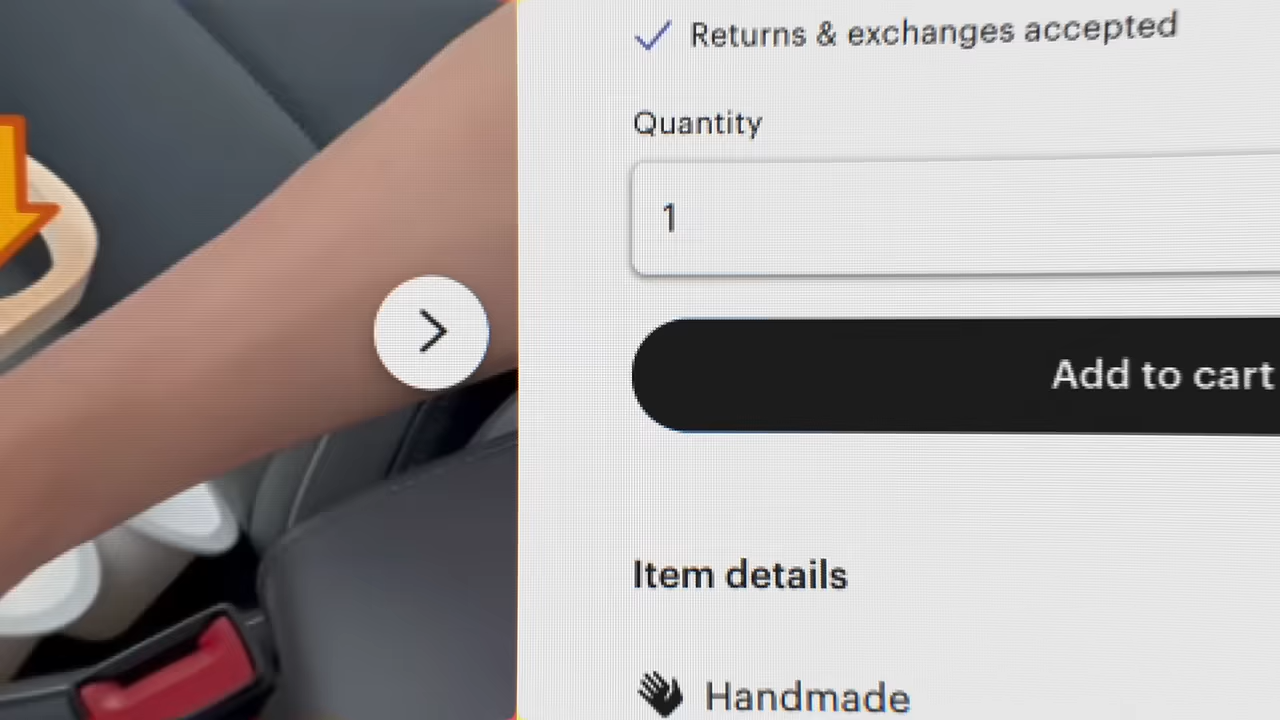 Returns & exchanges accepted
Quantity
1
Add to cart
Item details
Handmade